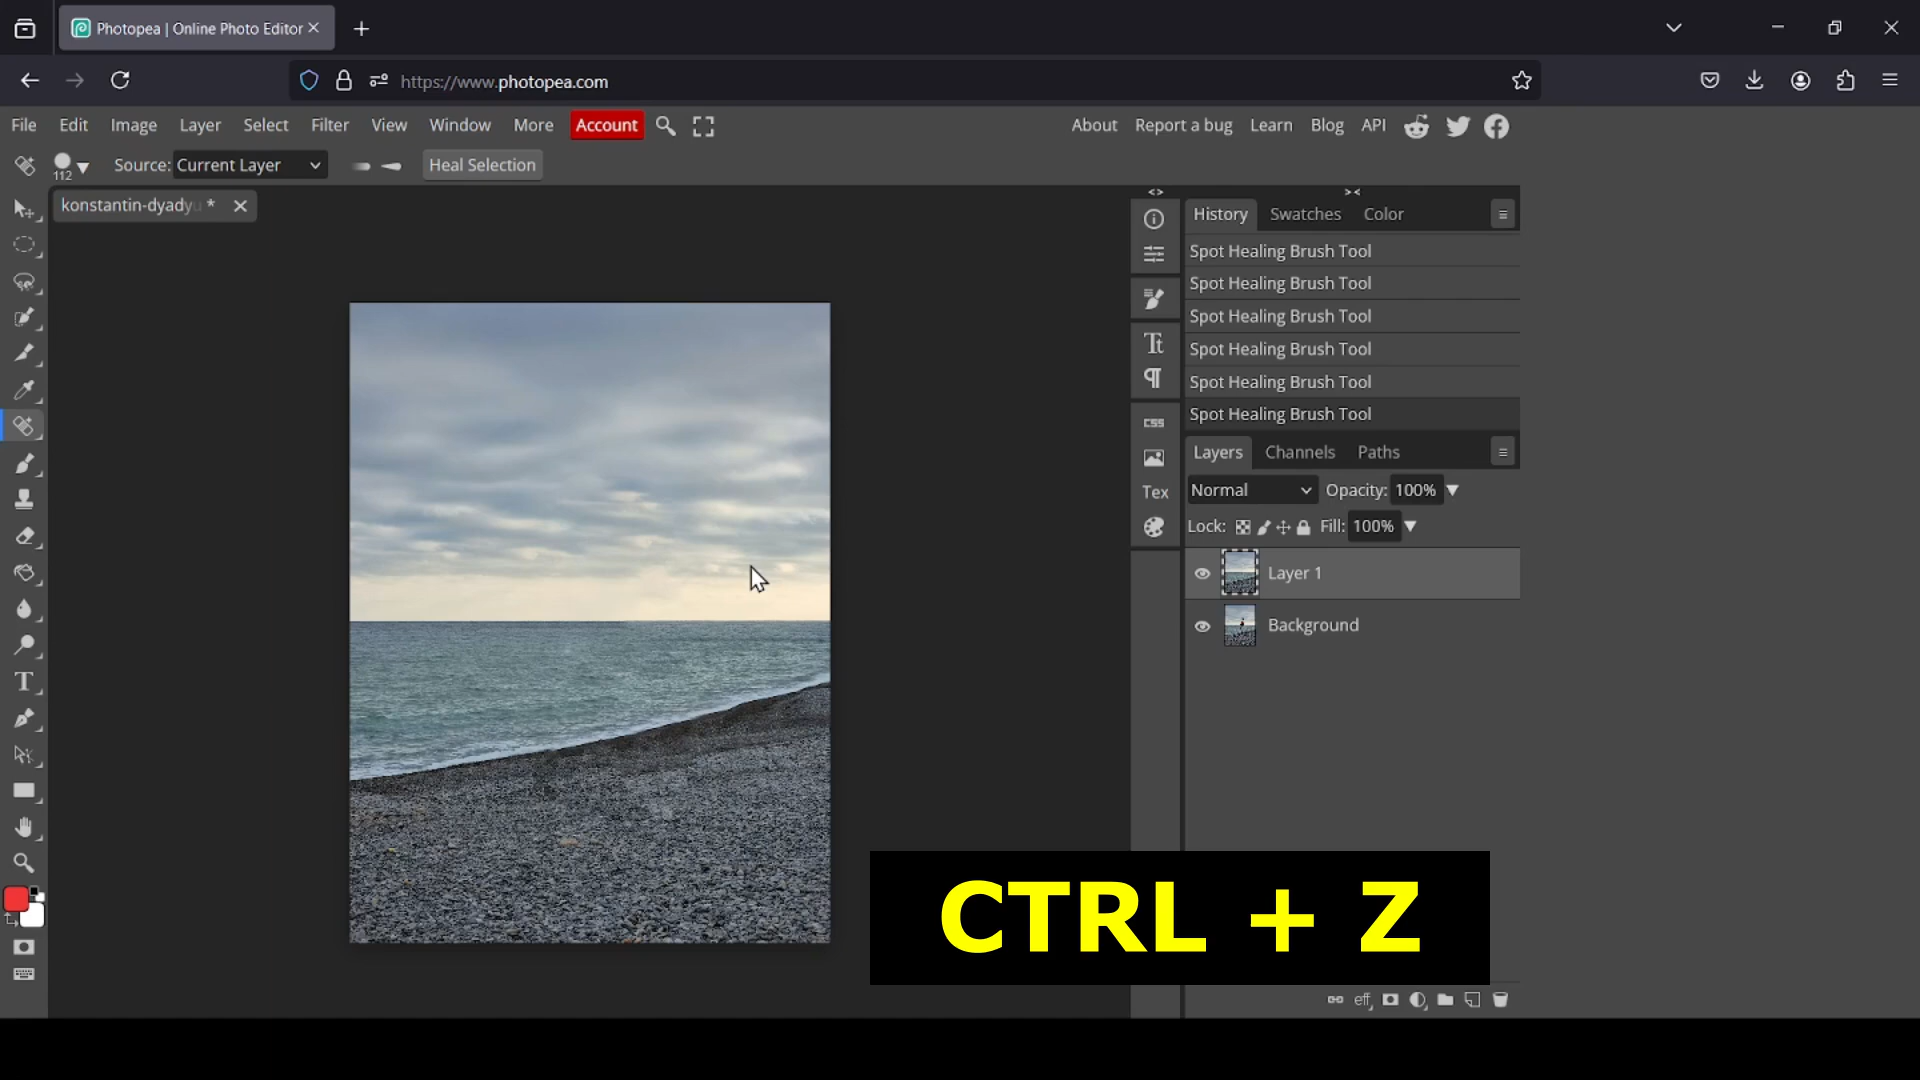 Photopea | Online Photo Editor
https://www.photopea.com
File Edit Image Layer Select Filter View Window More Account
About Report a bug Learn Blog API
112
Source: Current Layer
Heal Selection
konstantin-dyadyu *
<> ><
History Swatches Color
Spot Healing Brush Tool
Spot Healing Brush Tool
Spot Healing Brush Tool
Spot Healing Brush Tool
Spot Healing Brush Tool
Spot Healing Brush Tool
CSS
Tex
Layers Channels Paths
Normal Opacity: 100%
Lock: Fill: 100%
Layer 1
Background
CTRL + Z
eff